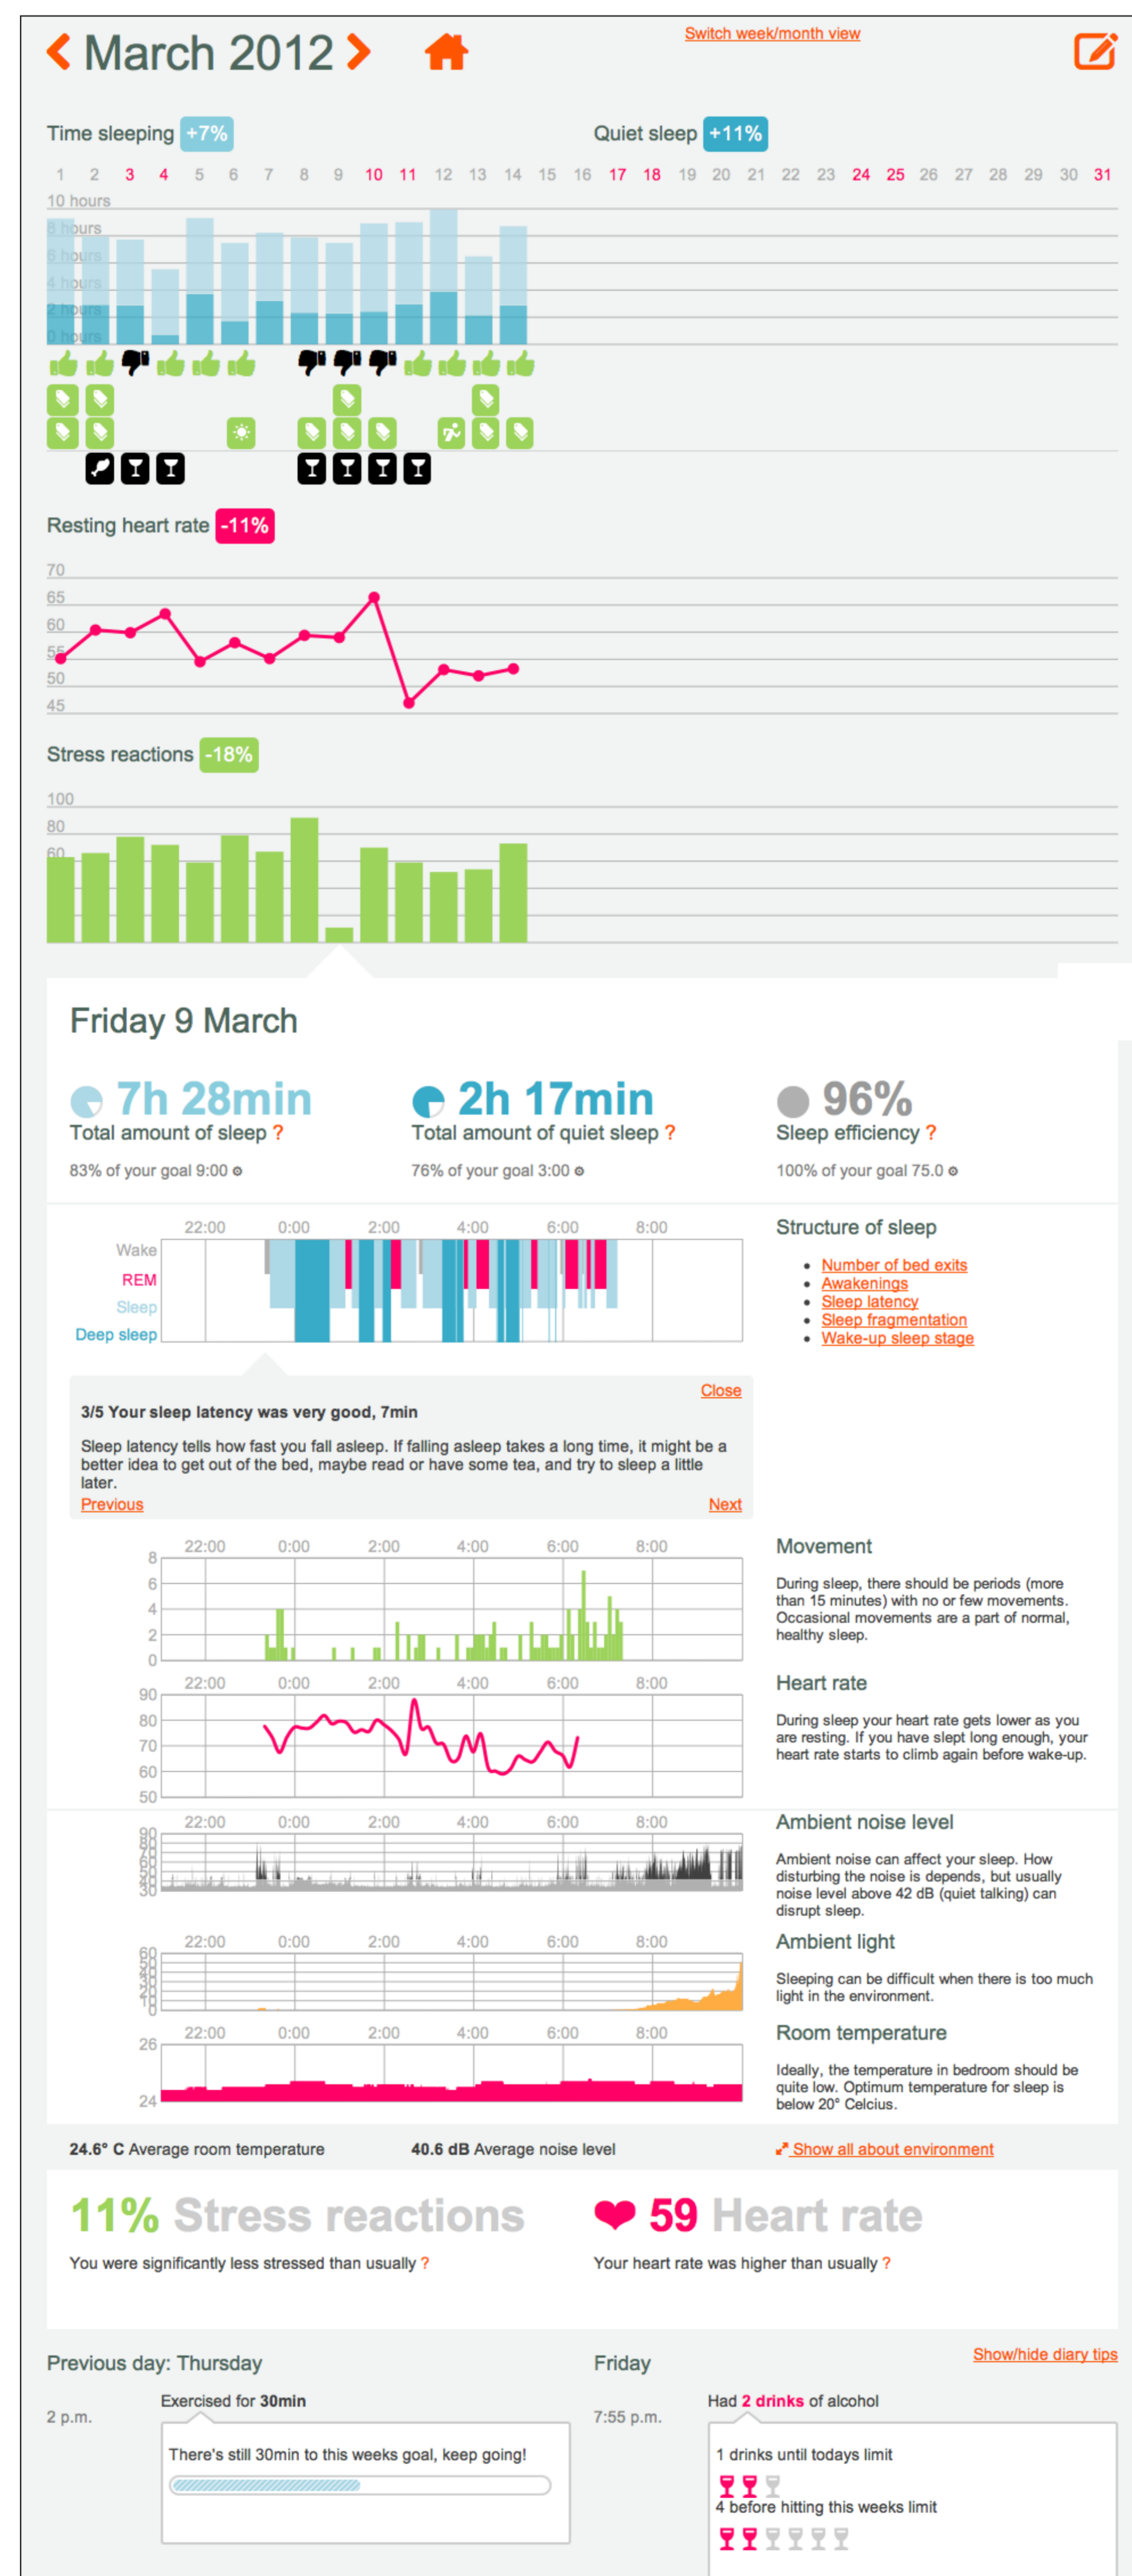 March 2012
Switch week/month view
Time sleeping +7%
Quiet sleep +11%
1 2 3 4 5 6 7 8 9 10 11 12 13 14 15 16 17 18 19 20 21 22 23 24 25 26 27 28 29 30 31
10 hours
8 hours
6 hours
4 hours
2 hours
0 hours
Resting heart rate -11%
70
65
60
55
50
45
Stress reactions -18%
100
80
60
Friday 9 March
7h 28min
Total amount of sleep ?
83% of your goal 9:00
2h 17min
Total amount of quiet sleep ?
76% of your goal 3:00
96%
Sleep efficiency ?
100% of your goal 75.0
22:00 0:00 2:00 4:00 6:00 8:00
Wake
REM
Sleep
Deep sleep
Structure of sleep
Number of bed exits
Awakenings
Sleep latency
Sleep fragmentation
Wake-up sleep stage
Close
3/5 Your sleep latency was very good, 7min
Sleep latency tells how fast you fall asleep. If falling asleep takes a long time, it might be a
better idea to get out of the bed, maybe read or have some tea, and try to sleep a little
later.
Previous
Next
22:00 0:00 2:00 4:00 6:00 8:00
8
6
4
2
0
Movement
During sleep, there should be periods (more
than 15 minutes) with no or few movements.
Occasional movements are a part of normal,
healthy sleep.
22:00 0:00 2:00 4:00 6:00 8:00
90
80
70
60
50
Heart rate
During sleep your heart rate gets lower as you
are resting. If you have slept long enough, your
heart rate starts to climb again before wake-up.
22:00 0:00 2:00 4:00 6:00 8:00
90
80
70
60
50
40
30
Ambient noise level
Ambient noise can affect your sleep. How
disturbing the noise is depends, but usually
noise level above 42 dB (quiet talking) can
disrupt sleep.
22:00 0:00 2:00 4:00 6:00 8:00
60
50
40
30
20
10
0
Ambient light
Sleeping can be difficult when there is too much
light in the environment.
22:00 0:00 2:00 4:00 6:00 8:00
26
24
Room temperature
Ideally, the temperature in bedroom should be
quite low. Optimum temperature for sleep is
below 20° Celcius.
24.6° C Average room temperature
40.6 dB Average noise level
Show all about environment
11% Stress reactions
You were significantly less stressed than usually ?
59 Heart rate
Your heart rate was higher than usually ?
Show/hide diary tips
Previous day: Thursday
2 p.m.
Exercised for 30min
There's still 30min to this weeks goal, keep going!
Friday
7:55 p.m.
Had 2 drinks of alcohol
1 drinks until todays limit
4 before hitting this weeks limit